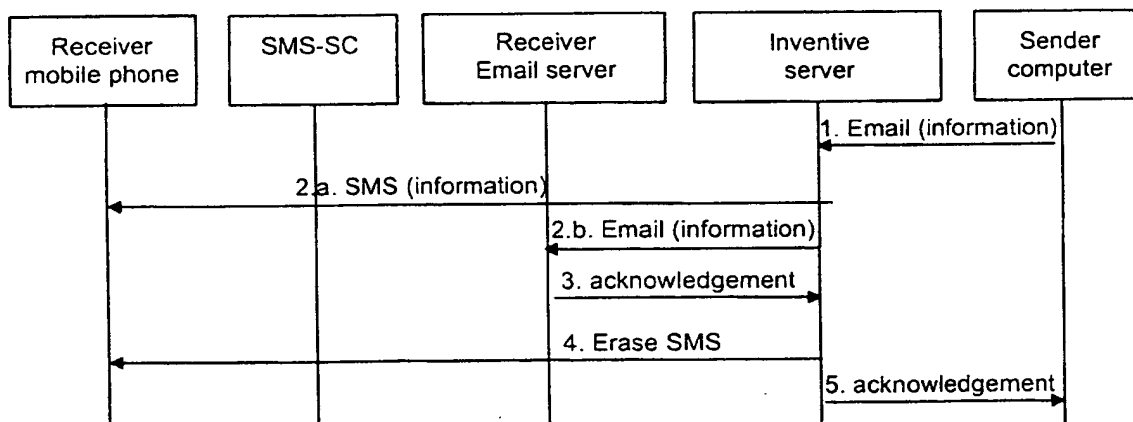 Receiver
mobile phone
SMS-SC
Receiver
Email server
Inventive
server
Sender
computer
1. Email (information)
2.a. SMS (information)
2.b. Email (information)
3. acknowledgement
4. Erase SMS
5. acknowledgement